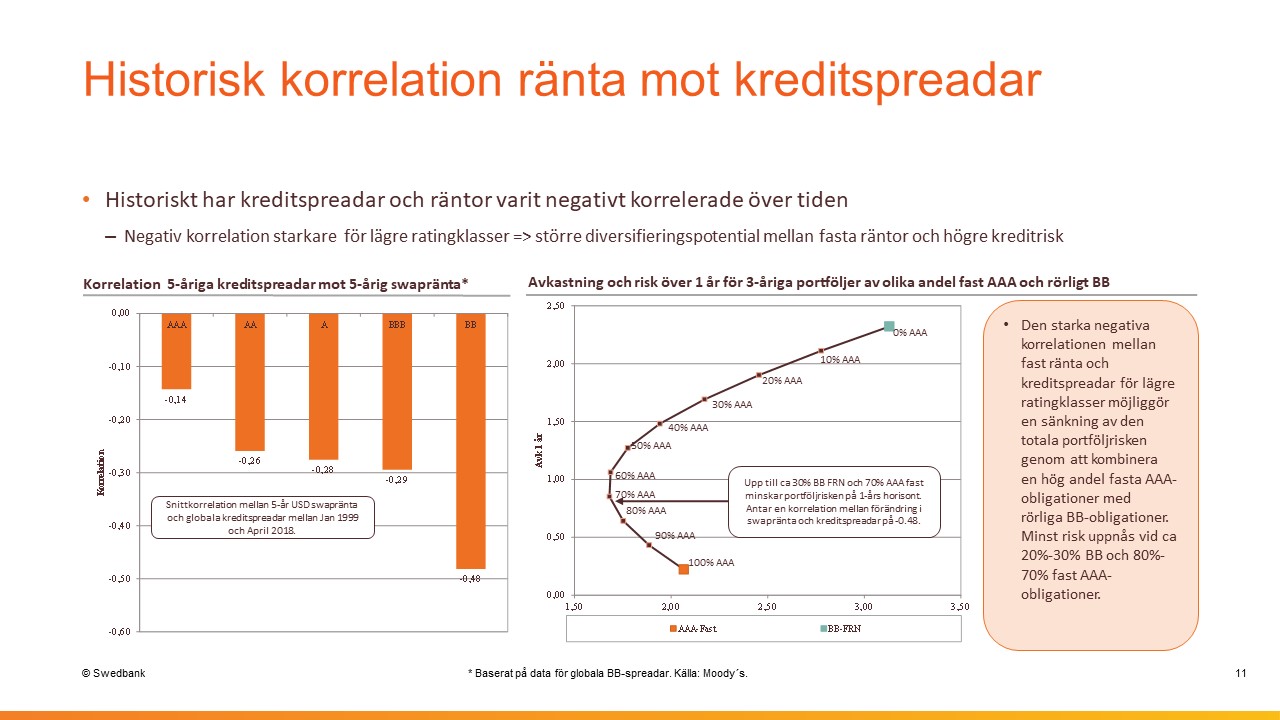 Historisk korrelation ränta mot kreditspreadar
• Historiskt har kreditspreadar och räntor varit negativt korrelerade över tiden
– Negativ korrelation starkare för lägre ratingklasser => större diversifieringspotential mellan fasta räntor och högre kreditrisk
Korrelation 5-åriga kreditspreadar mot 5-årig swapränta*
0,00
-0,10
-0,20
-0,30
-0,40
-0,50
-0,60
Korrelation
AAA
AA
A
BBB
BB
-0,14
-0,26
-0,28
-0,29
-0,48
Snittkorrelation mellan 5-år USD swapränta
och globala kreditspreadar mellan Jan 1999
och April 2018.
Avkastning och risk över 1 år för 3-åriga portföljer av olika andel fast AAA och rörligt BB
2,50
2,00
1,50
1,00
0,50
0,00
Avk 1 år
1,50
2,00
2,50
3,00
3,50
0% AAA
10% AAA
20% AAA
30% AAA
40% AAA
50% AAA
60% AAA
70% AAA
80% AAA
90% AAA
100% AAA
Upp till ca 30% BB FRN och 70% AAA fast
minskar portföljrisken på 1-års horisont.
Antar en korrelation mellan förändring i
swapränta och kreditspreadar på -0.48.
AAA-Fast
BB-FRN
• Den starka negativa
korrelationen mellan
fast ränta och
kreditspreadar för lägre
ratingklasser möjliggör
en sänkning av den
totala portföljrisken
genom att kombinera
en hög andel fasta AAA-
obligationer med
rörliga BB-obligationer.
Minst risk uppnås vid ca
20%-30% BB och 80%-
70% fast AAA-
obligationer.
© Swedbank
* Baserat på data för globala BB-spreadar. Källa: Moody´s.
11